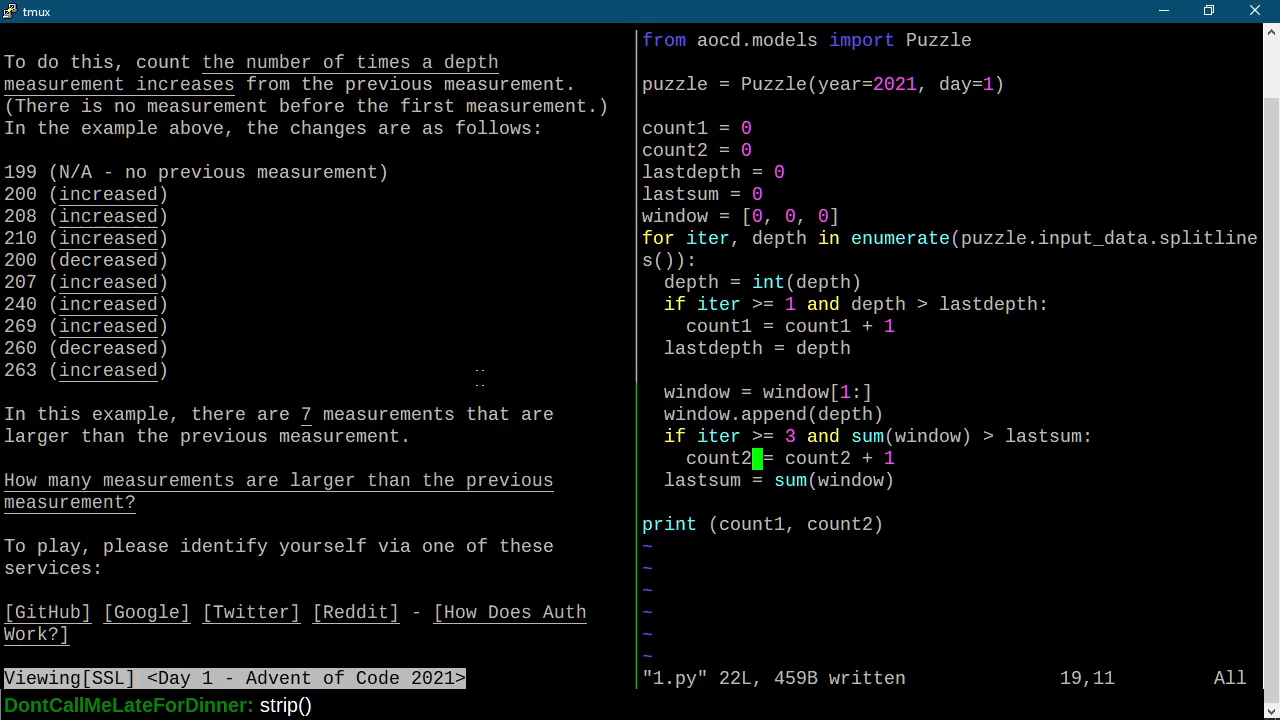 tmux
To do this, count the number of times a depth
measurement increases from the previous measurement.
(There is no measurement before the first measurement.)
In the example above, the changes are as follows:
199 (N/A - no previous measurement)
200 (increased)
208 (increased)
210 (increased)
200 (decreased)
207 (increased)
240 (increased)
269 (increased)
260 (decreased)
263 (increased)
In this example, there are 7 measurements that are
larger than the previous measurement.
How many measurements are larger than the previous
measurement?
To play, please identify yourself via one of these
services:
[GitHub] [Google] [Twitter] [Reddit] - [How Does Auth
Work?]
Viewing[SSL] <Day 1 - Advent of Code 2021>
from aocd.models import Puzzle
puzzle = Puzzle(year=2021, day=1)
count1 = 0
count2 = 0
lastdepth = 0
lastsum = 0
window = [0, 0, 0]
for iter, depth in enumerate(puzzle.input_data.splitline
s()):
  depth = int(depth)
  if iter >= 1 and depth > lastdepth:
    count1 = count1 + 1
  lastdepth = depth
  window = window[1:]
  window.append(depth)
  if iter >= 3 and sum(window) > lastsum:
    count2 = count2 + 1
  lastsum = sum(window)
print (count1, count2)
~
~
~
~
~
~
"1.py" 22L, 459B written 19,11 All
DontCallMeLateForDinner: strip()